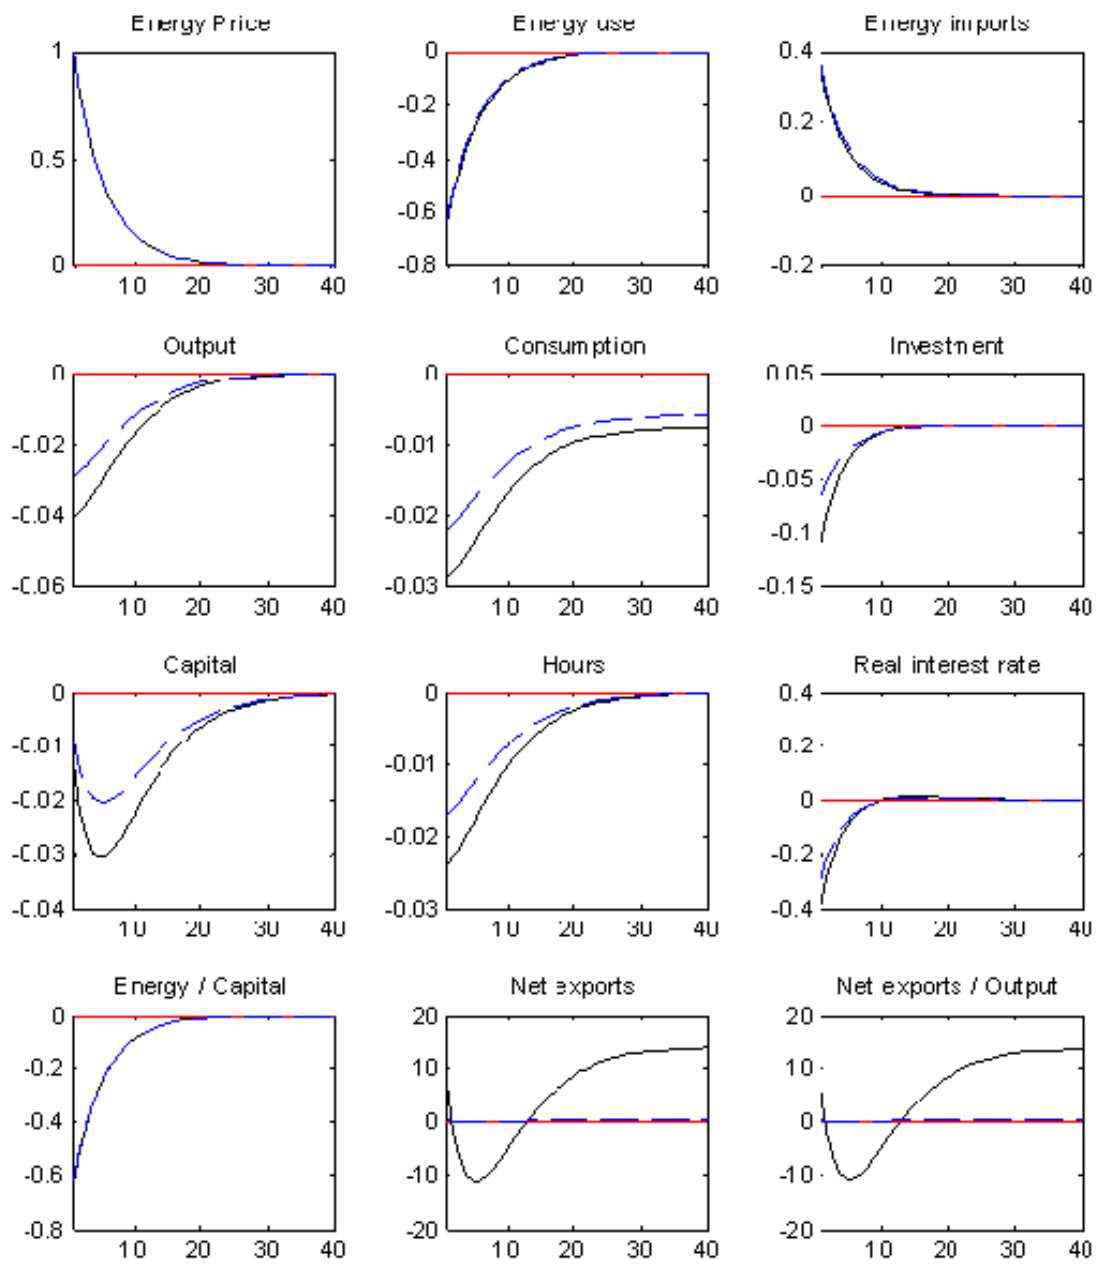 Energy Price Energy use Energy imports
1 0 0.4
-0.2 0.2
0.5 -0.4
-0.6 0
0 -0.8 -0.2
10 20 30 40 10 20 30 40 10 20 30 40
Output Consumption Investment
0 0 0.05
-0.02 -0.01 0
-0.05
-0.04 -0.02 -0.1
-0.06 -0.03 -0.15
10 20 30 40 10 20 30 40 10 20 30 40
Capital Hours Real interest rate
0 0 0.4
-0.01 -0.01 0.2
-0.02 0
-0.03 -0.02 -0.2
-0.04 -0.03 -0.4
10 20 30 40 10 20 30 40 10 20 30 40
Energy / Capital Net exports Net exports / Output
0 20 20
-0.2 10 10
-0.4 0 0
-0.6 -10 -10
-0.8 -20 -20
10 20 30 40 10 20 30 40 10 20 30 40